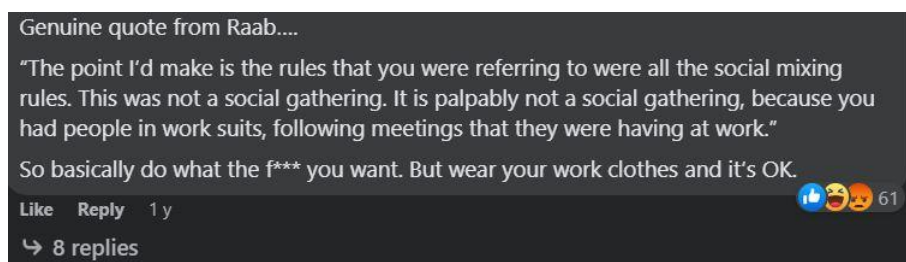 Genuine quote from Raab....
“The point I’d make is the rules that you were referring to were all the social mixing
rules. This was not a social gathering. It is palpably not a social gathering, because you
had people in work suits, following meetings that they were having at work.”
So basically do what the f*** you want. But wear your work clothes and it’s OK.
61
Like Reply 1 y
8 replies